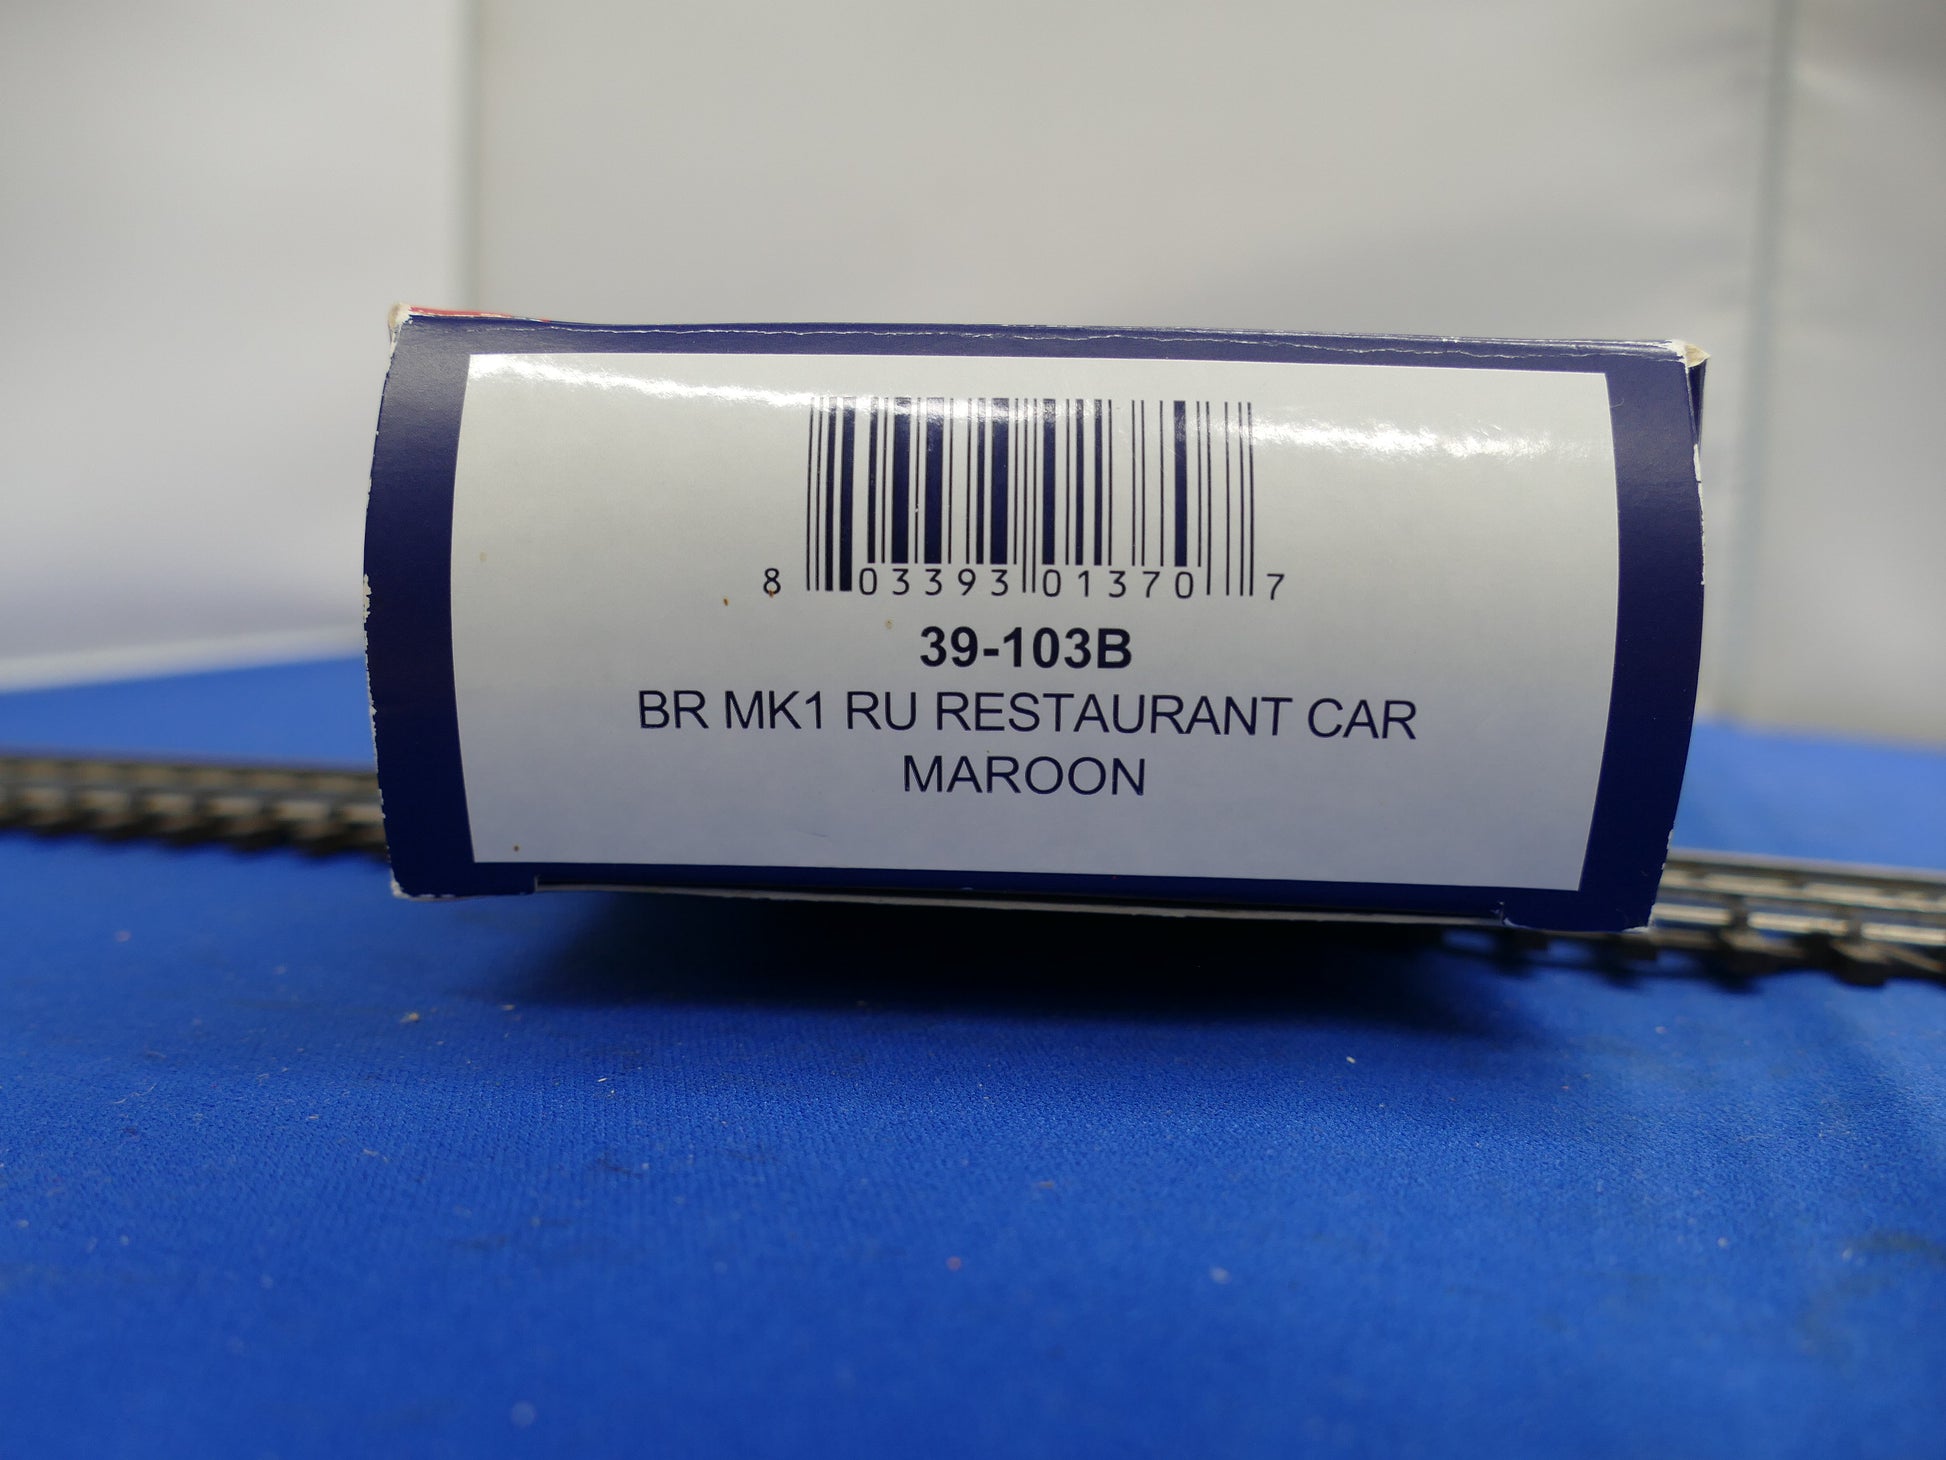 8 03393 01370 7
39-103B
BR MK1 RU RESTAURANT CAR
MAROON